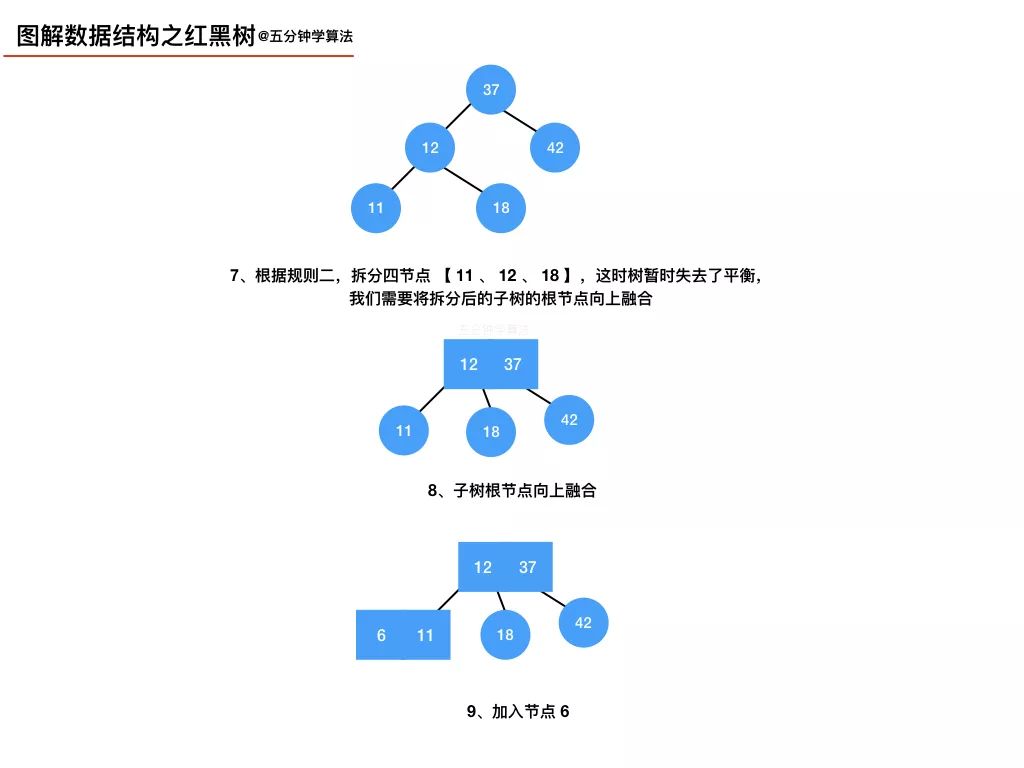 图解数据结构之红黑树 @五分钟学算法
37
12 42
11 18
7、根据规则二，拆分四节点 【 11 、 12 、 18 】，这时树暂时失去了平衡，
我们需要将拆分后的子树的根节点向上融合
五分钟学算法
12 37
11 18 42
8、子树根节点向上融合
12 37
6 11 18 42
9、加入节点 6